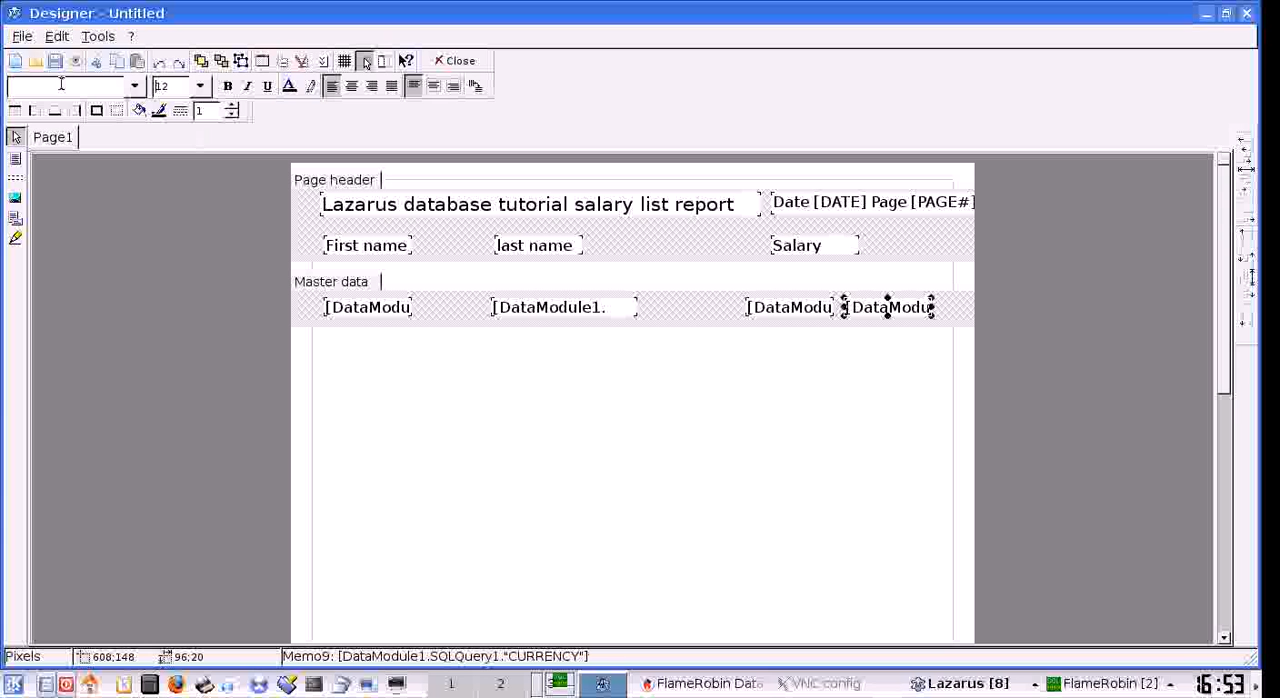 Designer - Untitled
File Edit Tools ?
Close
12 B I U A
1
Page1
Page header
Lazarus database tutorial salary list report
Date [DATE] Page [PAGE#]
First name last name Salary
Master data
[DataModu [DataModule1. [DataModu [DataModu
Pixels 608;148 96:20 Memo9: [DataModule1.SQLQuery1."CURRENCY"]
1 2 FlameRobin Data VNC config Lazarus [8] FlameRobin [2] 16:53